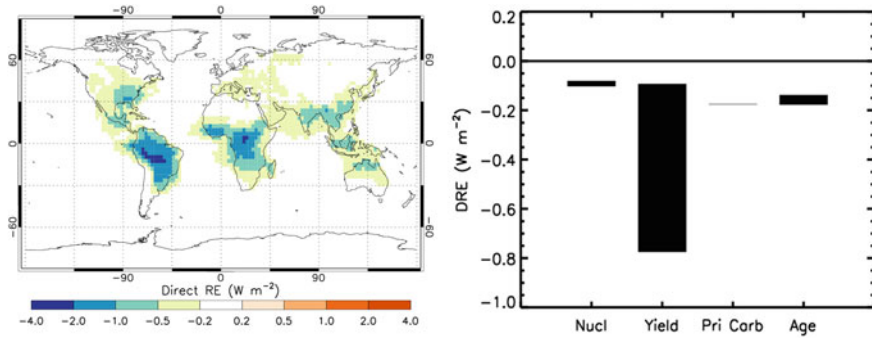 −90 0 90
60 60
0 0
−60 −60
−90 0 90
Direct RE (W m⁻²)
−4.0 −2.0 −1.0 −0.5 −0.2 0.2 0.5 1.0 2.0 4.0
0.2
0.0
−0.2
−0.4
−0.6
−0.8
−1.0
DRE (W m⁻²)
Nucl Yield Pri Carb Age